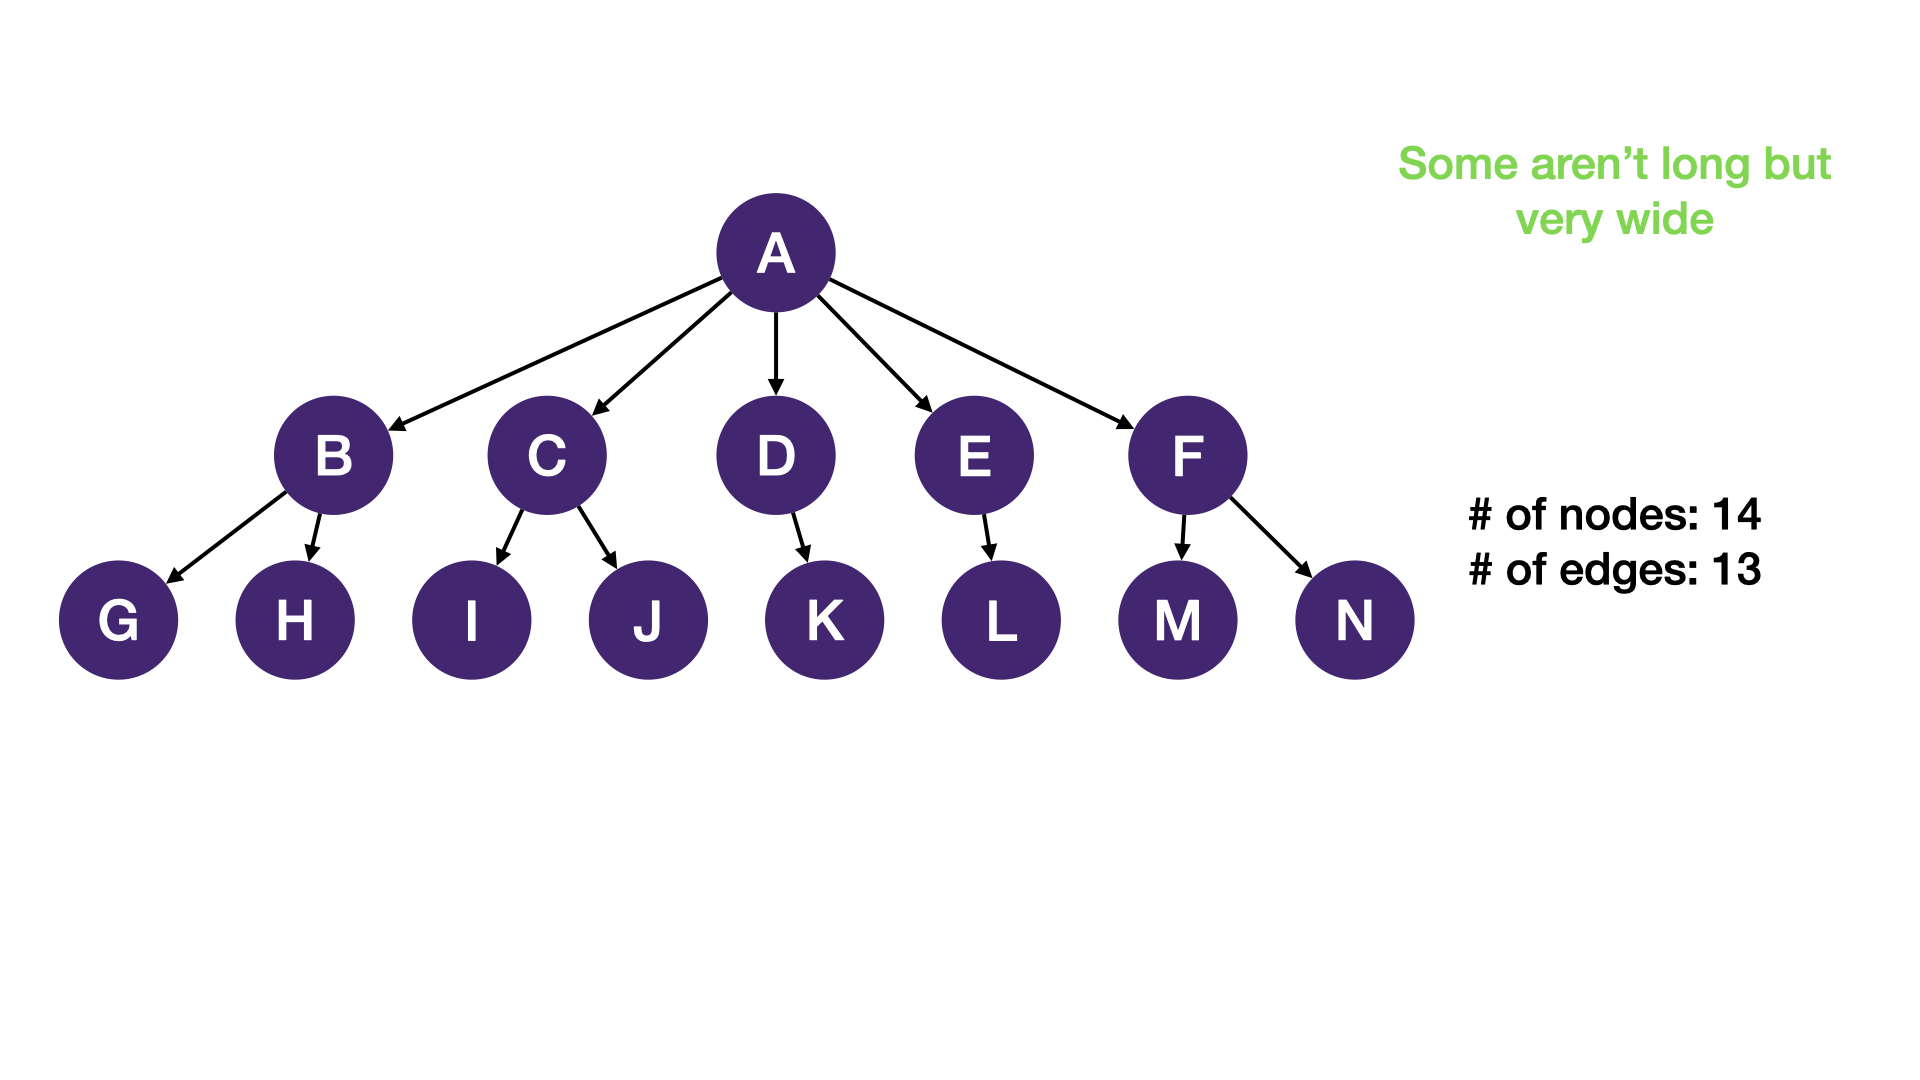 Some aren’t long but
very wide
A
B
C
D
E
F
G
H
I
J
K
L
M
N
# of nodes: 14
# of edges: 13